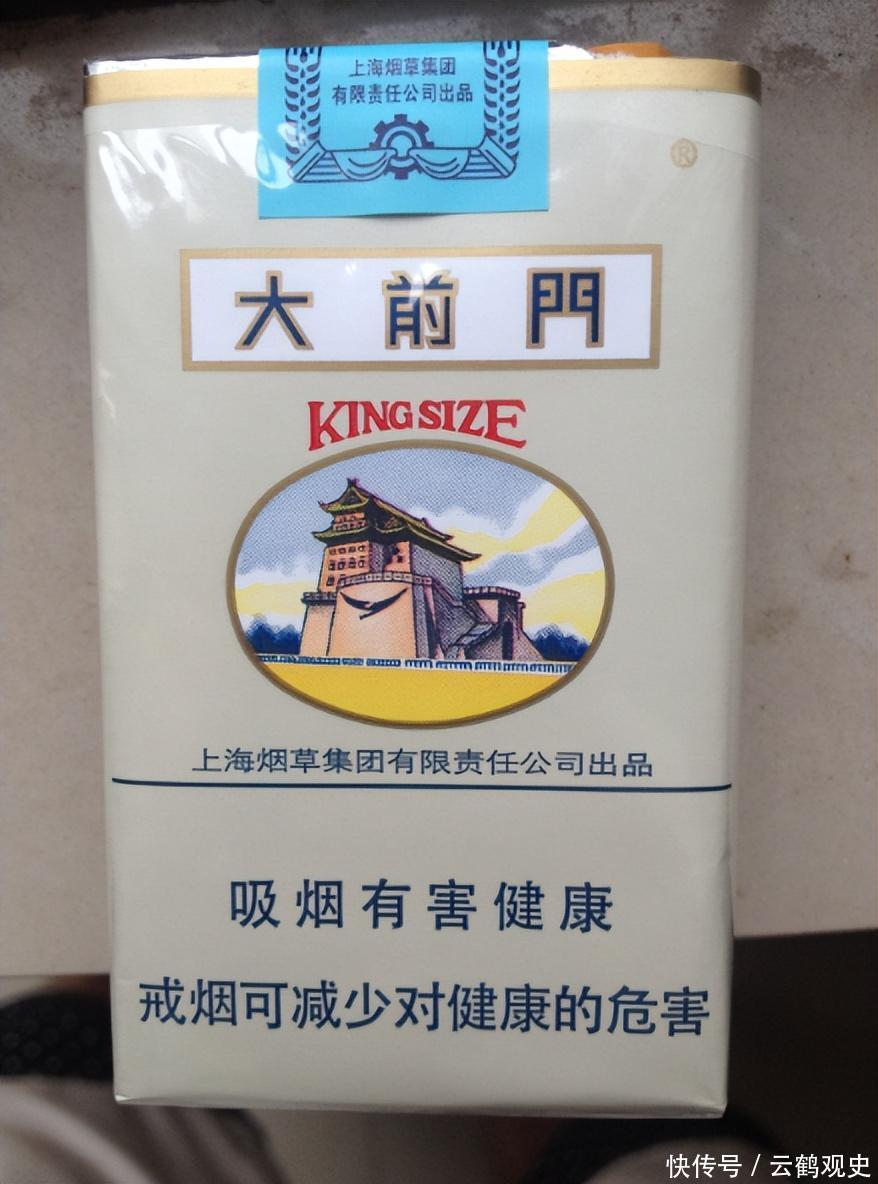 上海烟草集团
有限责任公司出品
®
大前門
KING SIZE
上海烟草集团有限责任公司出品
吸烟有害健康
戒烟可减少对健康的危害
快传号 / 云鹤观史